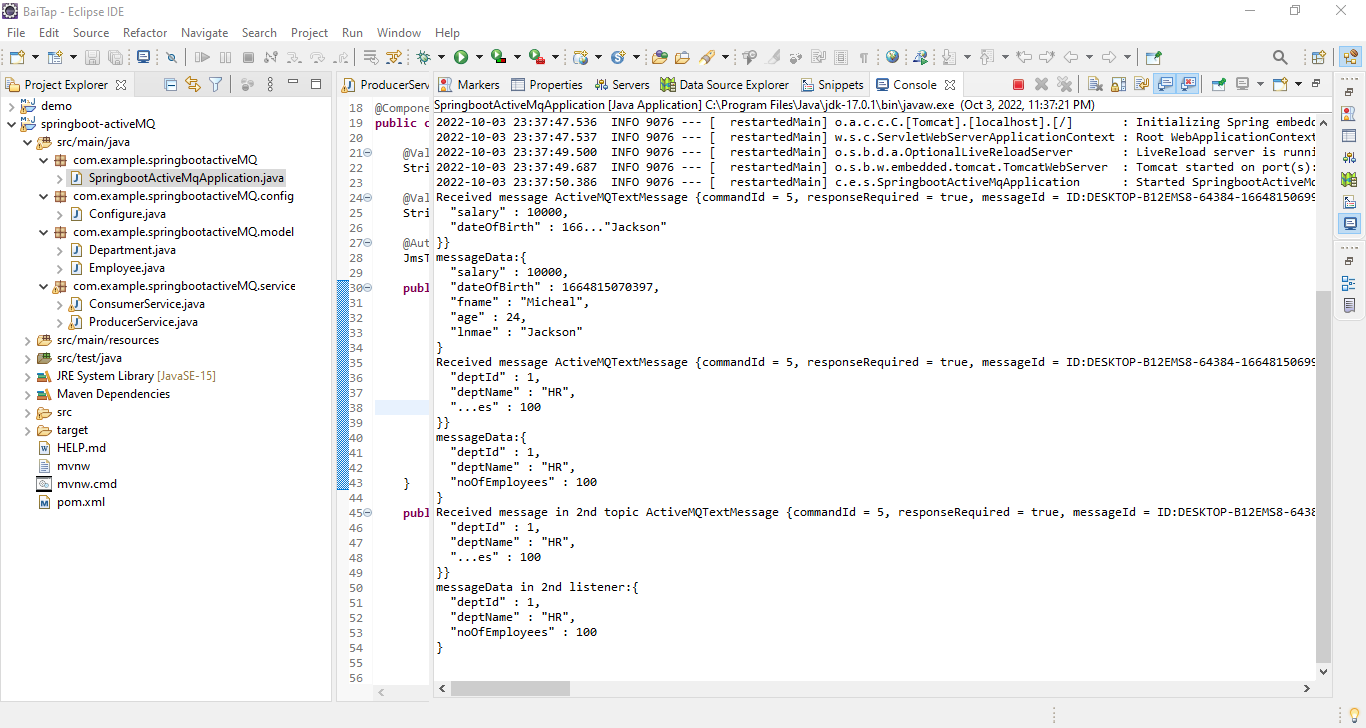 BaiTap - Eclipse IDE
File Edit Source Refactor Navigate Search Project Run Window Help
Project Explorer
demo
springboot-activeMQ
src/main/java
com.example.springbootactiveMQ
SpringbootActiveMqApplication.java
com.example.springbootactiveMQ.config
Configure.java
com.example.springbootactiveMQ.model
Department.java
Employee.java
com.example.springbootactiveMQ.service
ConsumerService.java
ProducerService.java
src/main/resources
src/test/java
JRE System Library [JavaSE-15]
Maven Dependencies
src
target
HELP.md
mvnw
mvnw.cmd
pom.xml
ProducerServ
18 @Compone
19 public c
20
21 @Val
22 Stri
23
24 @Val
25 Stri
26
27 @Aut
28 JmsT
29
30 publ
31
32
33
34
35
36
37
38
39
40
41
42
43 }
44
45 publ
46
47
48
49
50
51
52
53
54
55
56
Markers Properties Servers Data Source Explorer Snippets Console
SpringbootActiveMqApplication [Java Application] C:\Program Files\Java\jdk-17.0.1\bin\javaw.exe (Oct 3, 2022, 11:37:21 PM)
2022-10-03 23:37:47.536 INFO 9076 --- [ restartedMain] o.a.c.c.C.[Tomcat].[localhost].[/] : Initializing Spring embedd
2022-10-03 23:37:47.537 INFO 9076 --- [ restartedMain] w.s.c.ServletWebServerApplicationContext : Root WebApplicationContext
2022-10-03 23:37:49.500 INFO 9076 --- [ restartedMain] o.s.b.d.a.OptionalLiveReloadServer : LiveReload server is runni
2022-10-03 23:37:49.687 INFO 9076 --- [ restartedMain] o.s.b.w.embedded.tomcat.TomcatWebServer : Tomcat started on port(s):
2022-10-03 23:37:50.386 INFO 9076 --- [ restartedMain] c.e.s.SpringbootActiveMqApplication : Started SpringbootActiveMc
Received message ActiveMQTextMessage {commandId = 5, responseRequired = true, messageId = ID:DESKTOP-B12EMS8-64384-16648150699
"salary" : 10000,
"dateOfBirth" : 166..."Jackson"
}}
messageData:{
"salary" : 10000,
"dateOfBirth" : 1664815070397,
"fname" : "Micheal",
"age" : 24,
"lnmae" : "Jackson"
}
Received message ActiveMQTextMessage {commandId = 5, responseRequired = true, messageId = ID:DESKTOP-B12EMS8-64384-16648150699
"deptId" : 1,
"deptName" : "HR",
"...es" : 100
}}
messageData:{
"deptId" : 1,
"deptName" : "HR",
"noOfEmployees" : 100
}
Received message in 2nd topic ActiveMQTextMessage {commandId = 5, responseRequired = true, messageId = ID:DESKTOP-B12EMS8-6438
"deptId" : 1,
"deptName" : "HR",
"...es" : 100
}}
messageData in 2nd listener:{
"deptId" : 1,
"deptName" : "HR",
"noOfEmployees" : 100
}